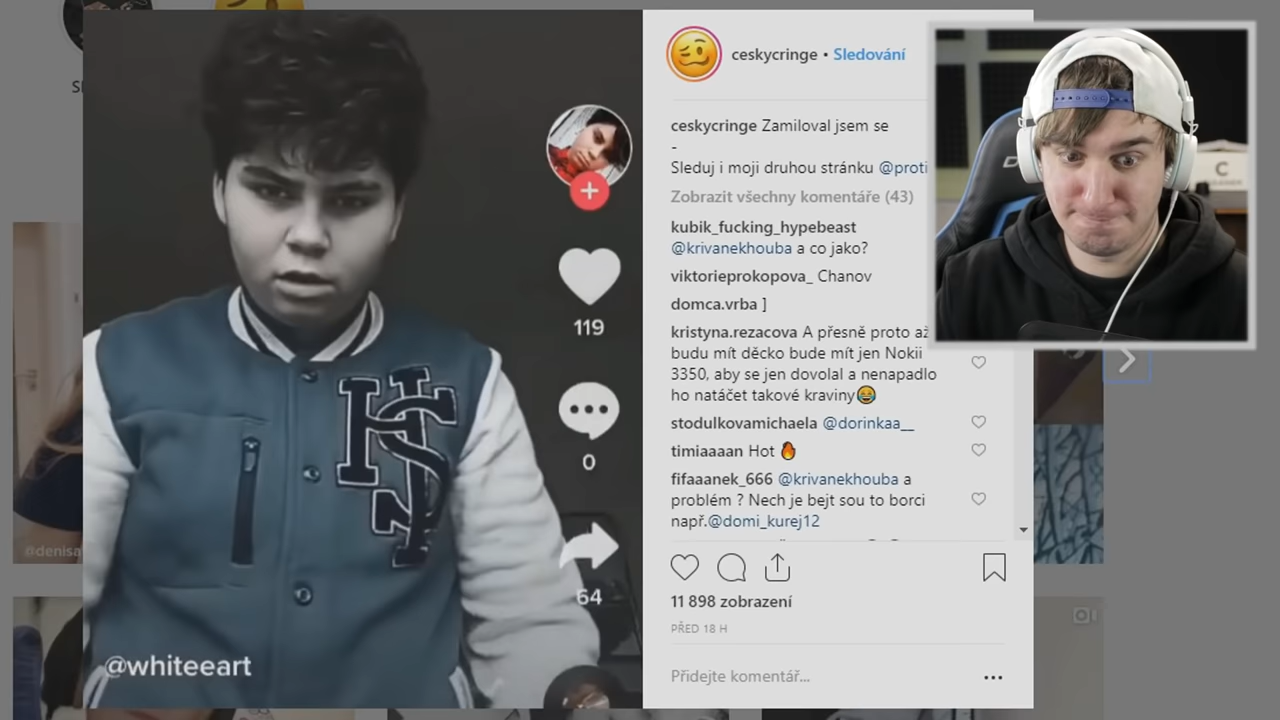 119
0
64
@whiteeart
@denisa
ceskycringe • Sledování
ceskycringe Zamiloval jsem se
-
Sleduj i moji druhou stránku @proti
Zobrazit všechny komentáře (43)
kubik_fucking_hypebeast
@krivanekhouba a co jako?
viktorieprokopova_ Chanov
domca.vrba ]
kristyna.rezacova A přesně proto až
budu mít děcko bude mít jen Nokii
3350, aby se jen dovolal a nenapadlo
ho natáčet takové kraviny😂
stodulkovamichaela @dorinkaa__
timiaaaan Hot 🔥
fifaaanek_666 @krivanekhouba a
problém ? Nech je bejt sou to borci
např.@domi_kurej12
11 898 zobrazení
PŘED 18 H
Přidejte komentář...
C